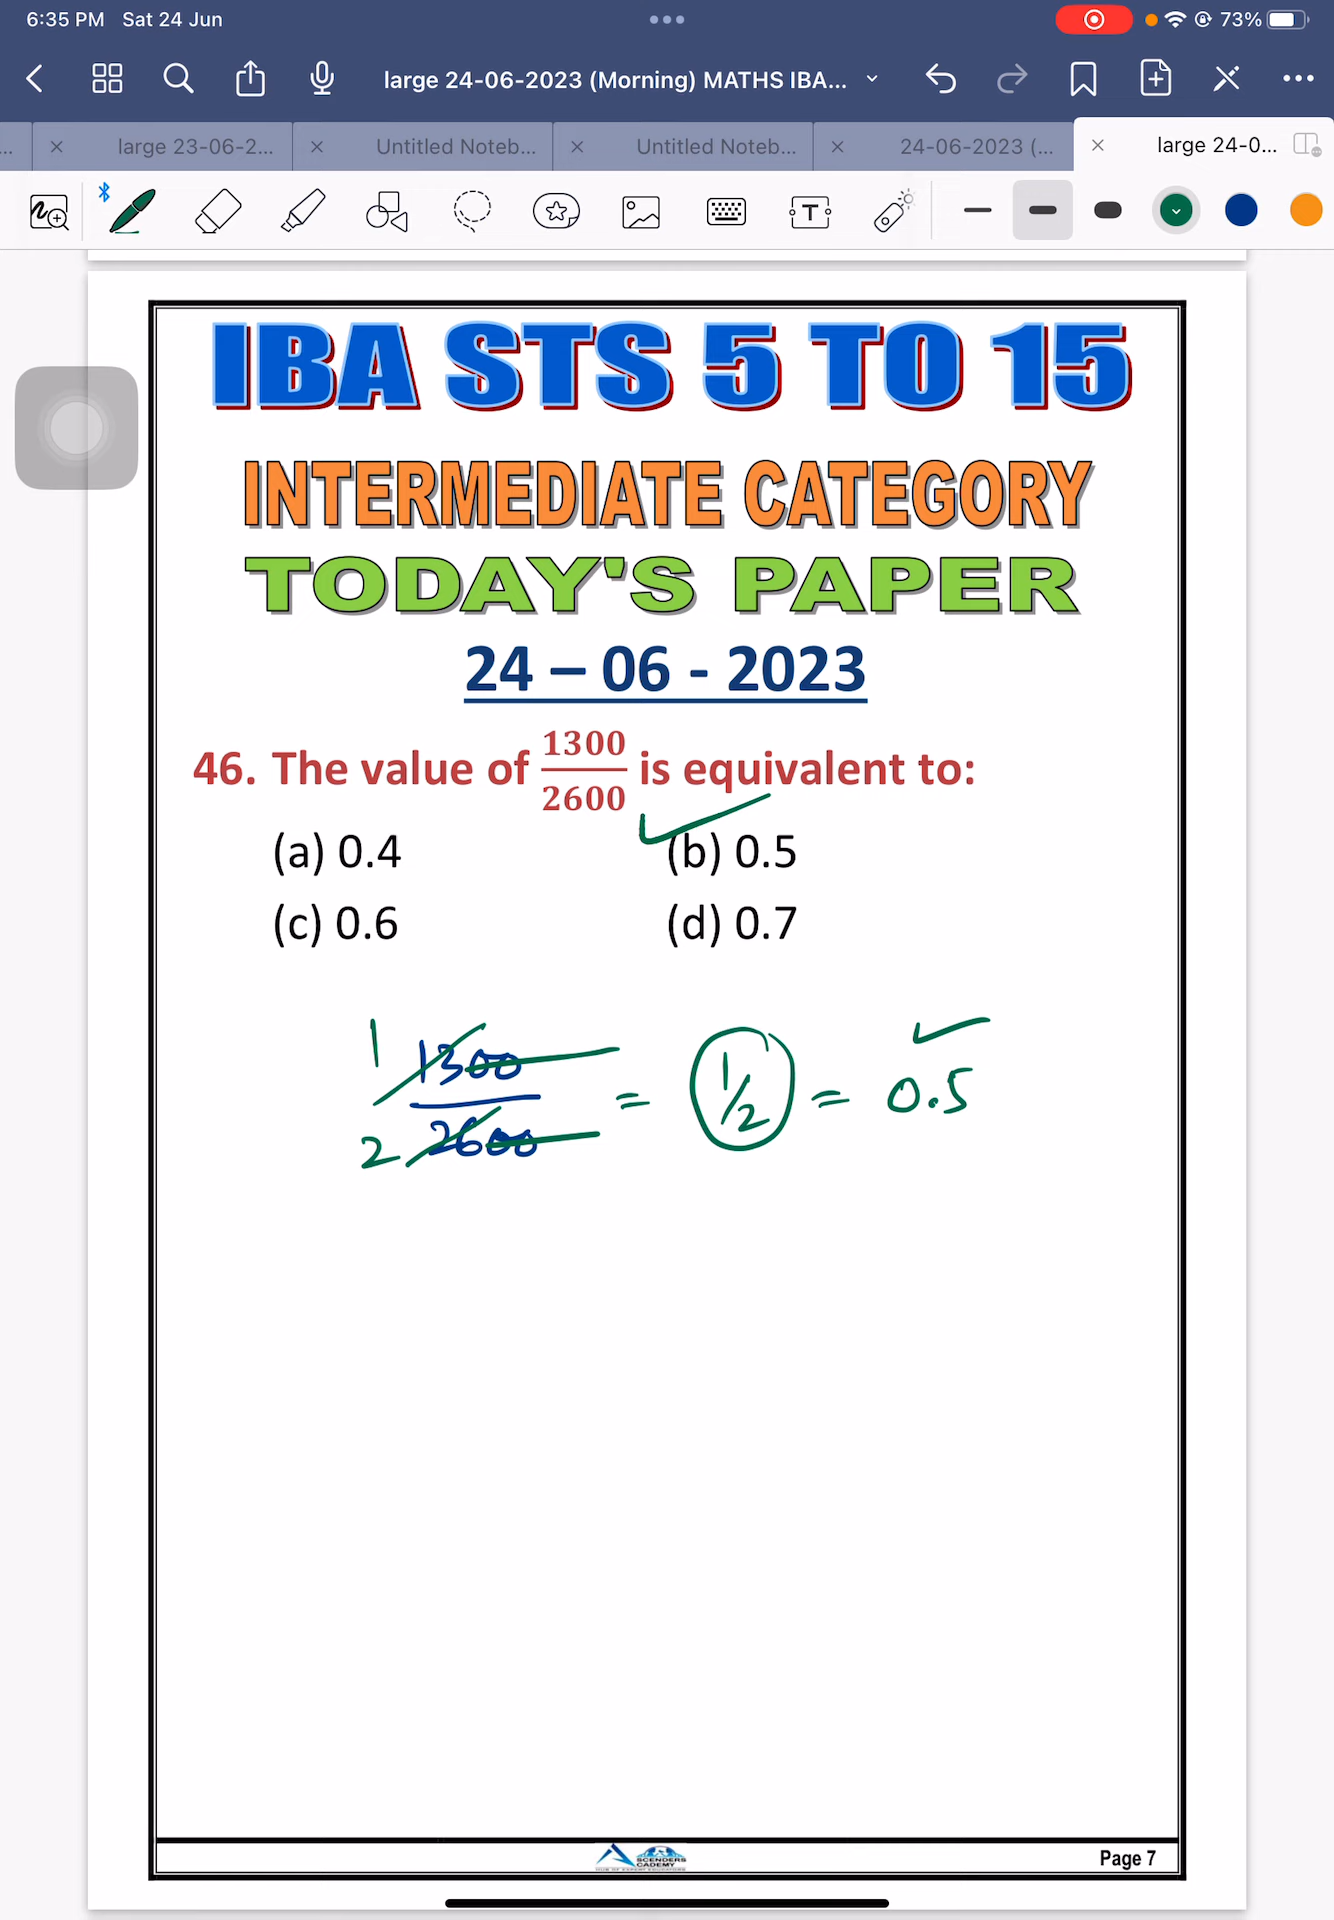 6:35 PM Sat 24 Jun
73%
large 24-06-2023 (Morning) MATHS IBA...
large 23-06-2...
Untitled Noteb...
Untitled Noteb...
24-06-2023 (...
large 24-0...
IBA STS 5 TO 15
INTERMEDIATE CATEGORY
TODAY'S PAPER
24 – 06 - 2023
46. The value of 1300/2600 is equivalent to:
(a) 0.4 (b) 0.5
(c) 0.6 (d) 0.7
1 1300
2 2600 = 1/2 = 0.5
SCENDERS
CADEMY
Page 7